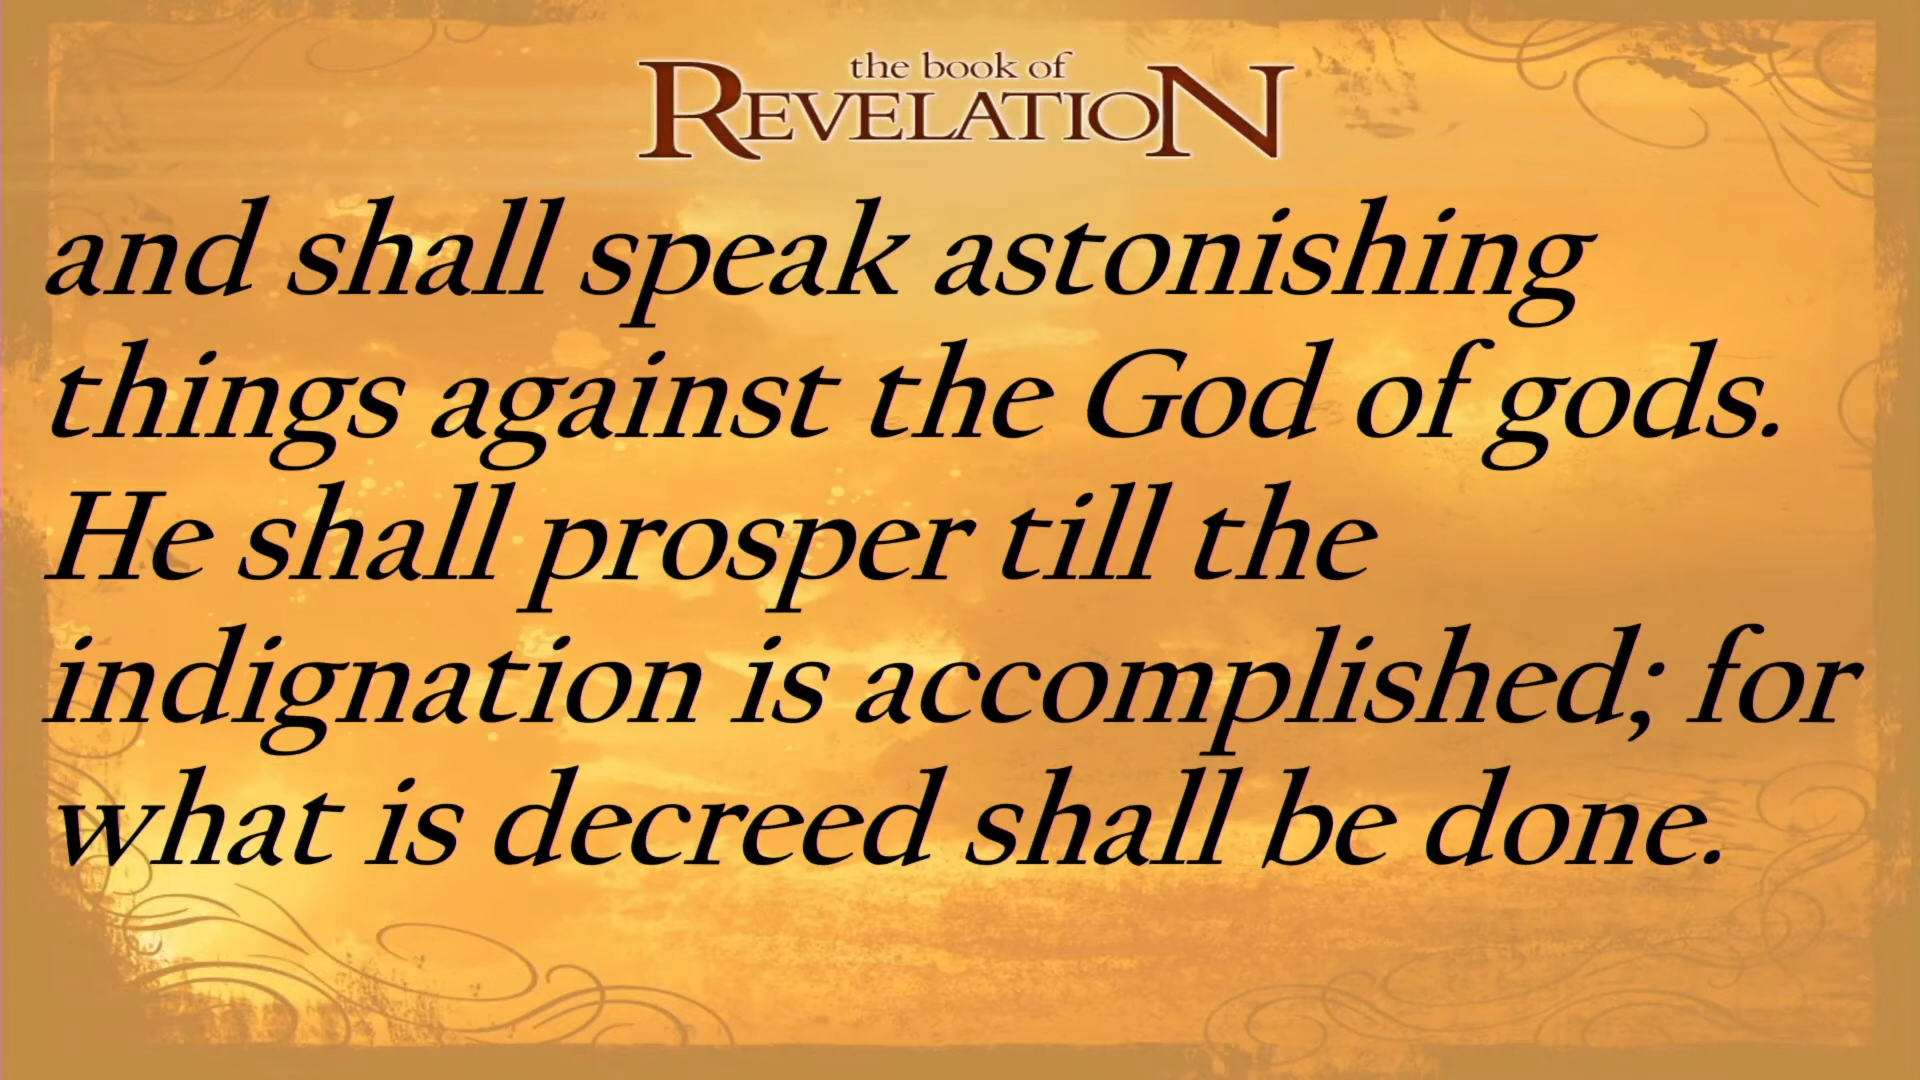 the book of
REVELATION
and shall speak astonishing
things against the God of gods.
He shall prosper till the
indignation is accomplished; for
what is decreed shall be done.